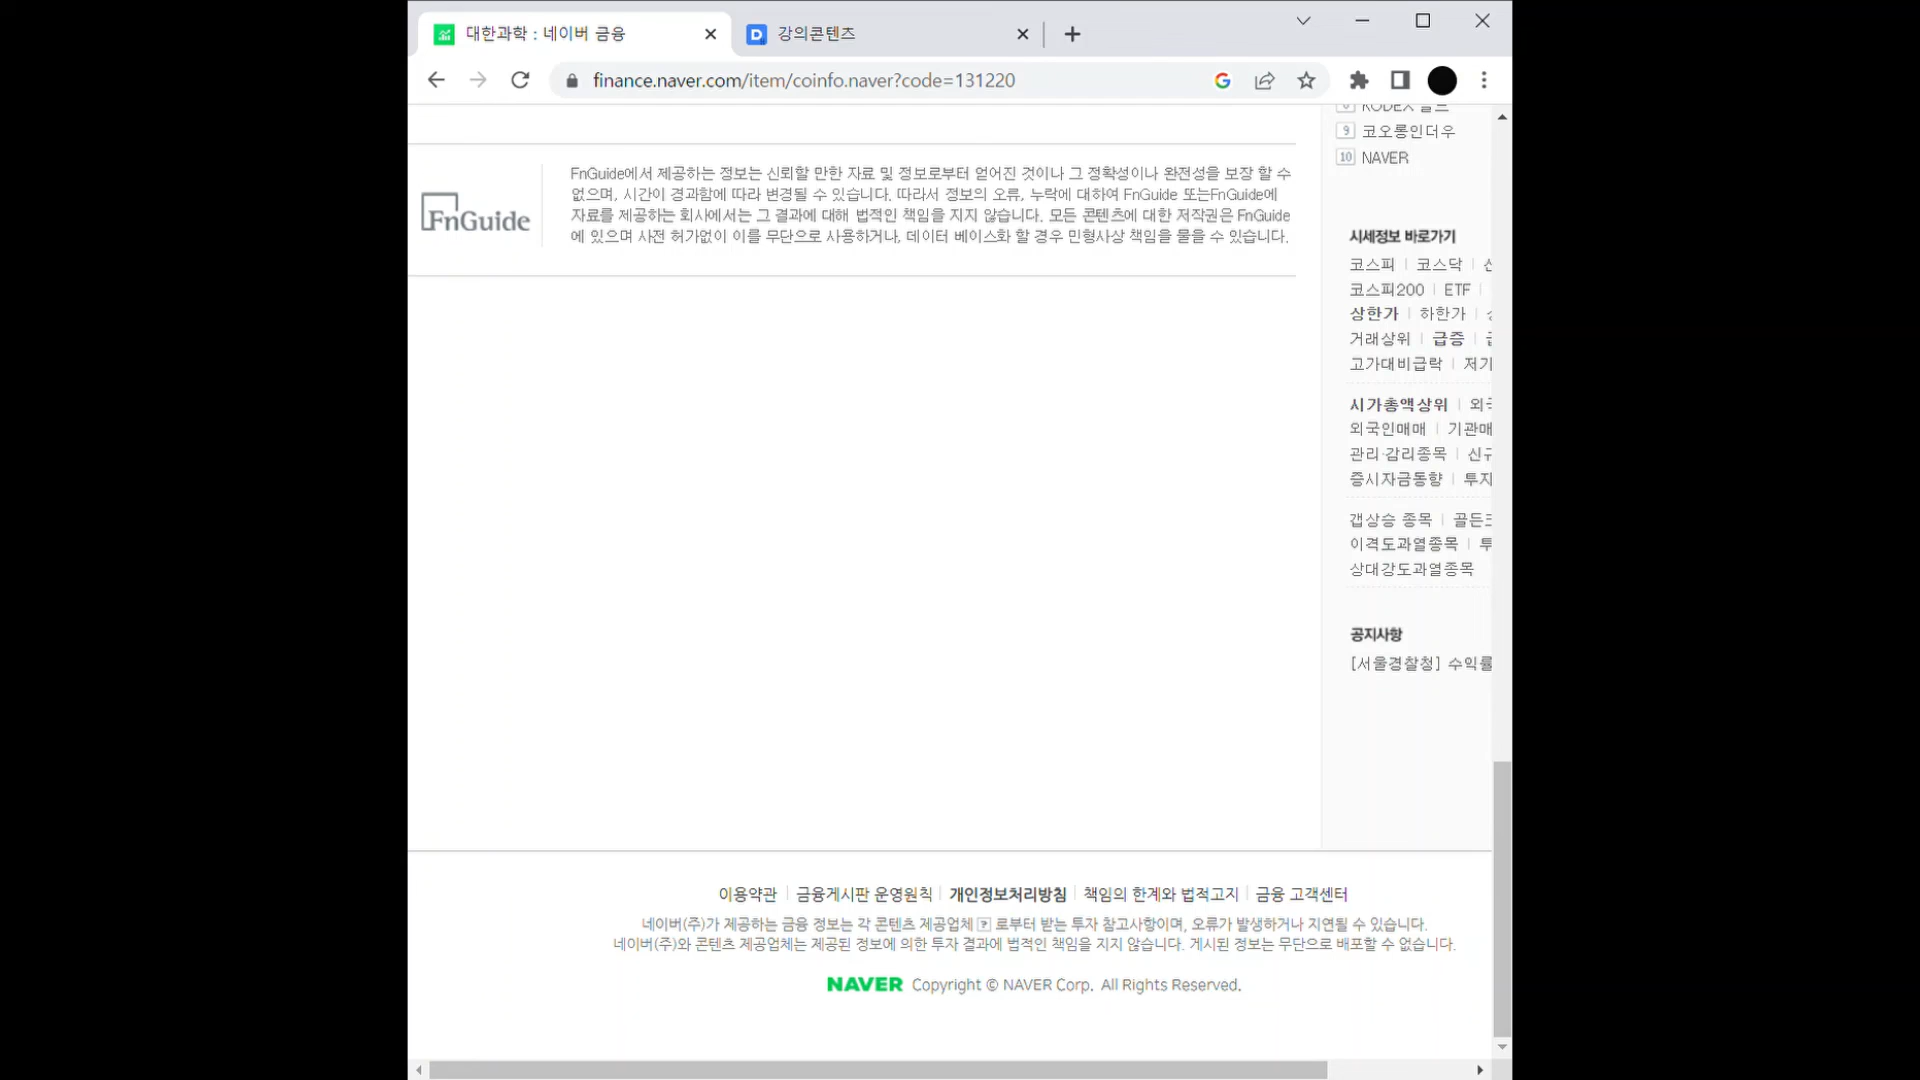 대한과학 : 네이버 금융
강의콘텐츠
finance.naver.com/item/coinfo.naver?code=131220
9 코오롱인더우
10 NAVER
FnGuide
FnGuide에서 제공하는 정보는 신뢰할 만한 자료 및 정보로부터 얻어진 것이나 그 정확성이나 완전성을 보장 할 수
없으며, 시간이 경과함에 따라 변경될 수 있습니다. 따라서 정보의 오류, 누락에 대하여 FnGuide 또는FnGuide에
자료를 제공하는 회사에서는 그 결과에 대해 법적인 책임을 지지 않습니다. 모든 콘텐츠에 대한 저작권은 FnGuide
에 있으며 사전 허가없이 이를 무단으로 사용하거나, 데이터 베이스화 할 경우 민형사상 책임을 물을 수 있습니다.
시세정보 바로가기
코스피 코스닥
코스피200 ETF
상한가 하한가
거래상위 급증
고가대비급락
시가총액상위
외국인매매
관리·감리종목
증시자금동향
갭상승 종목
이격도과열종목
상대강도과열종목
공지사항
[서울경찰청] 수익률
이용약관 금융게시판 운영원칙 개인정보처리방침 책임의 한계와 법적고지 금융 고객센터
네이버(주)가 제공하는 금융 정보는 각 콘텐츠 제공업체 ? 로부터 받는 투자 참고사항이며, 오류가 발생하거나 지연될 수 있습니다.
네이버(주)와 콘텐츠 제공업체는 제공된 정보에 의한 투자 결과에 법적인 책임을 지지 않습니다. 게시된 정보는 무단으로 배포할 수 없습니다.
NAVER Copyright © NAVER Corp. All Rights Reserved.